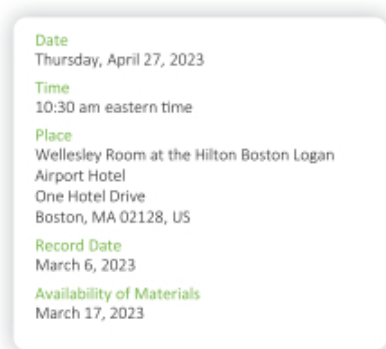 Date
Thursday, April 27, 2023
Time
10:30 am eastern time
Place
Wellesley Room at the Hilton Boston Logan
Airport Hotel
One Hotel Drive
Boston, MA 02128, US
Record Date
March 6, 2023
Availability of Materials
March 17, 2023